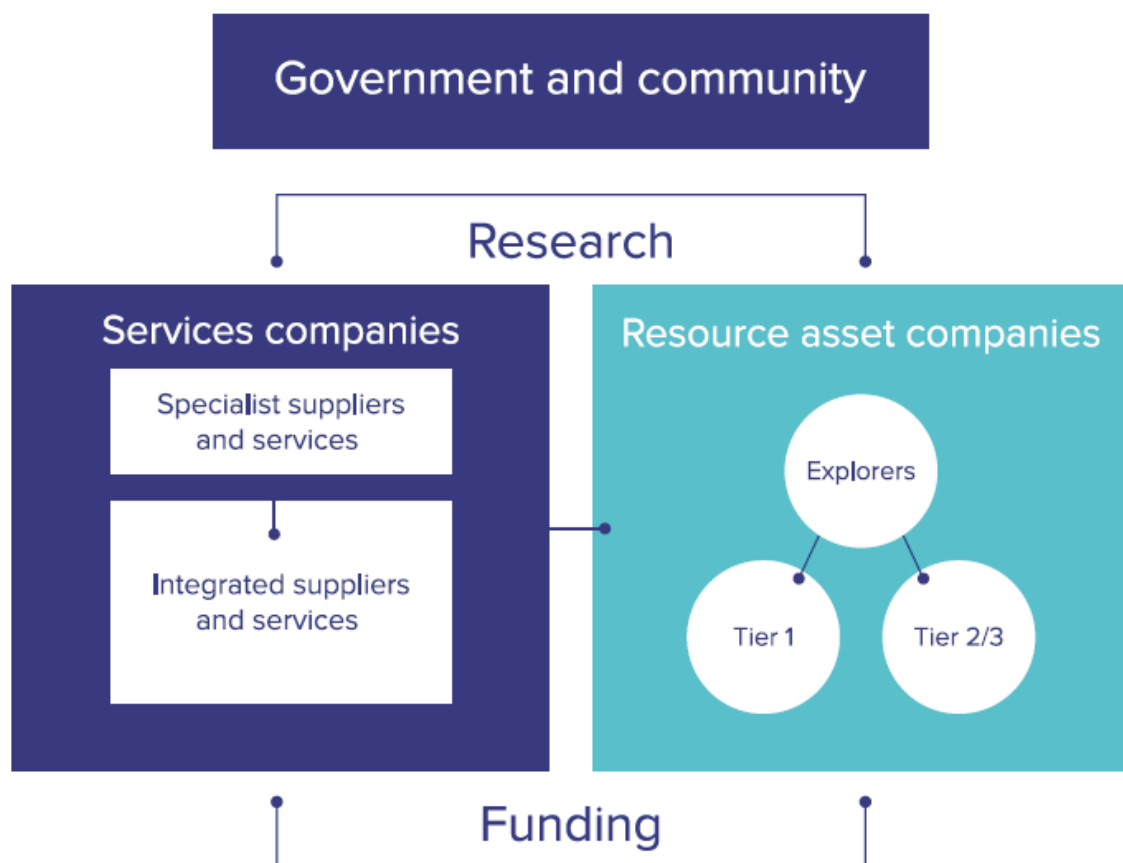 Government and community
Research
Services companies
Specialist suppliers
and services
Integrated suppliers
and services
Resource asset companies
Explorers
Tier 1
Tier 2/3
Funding